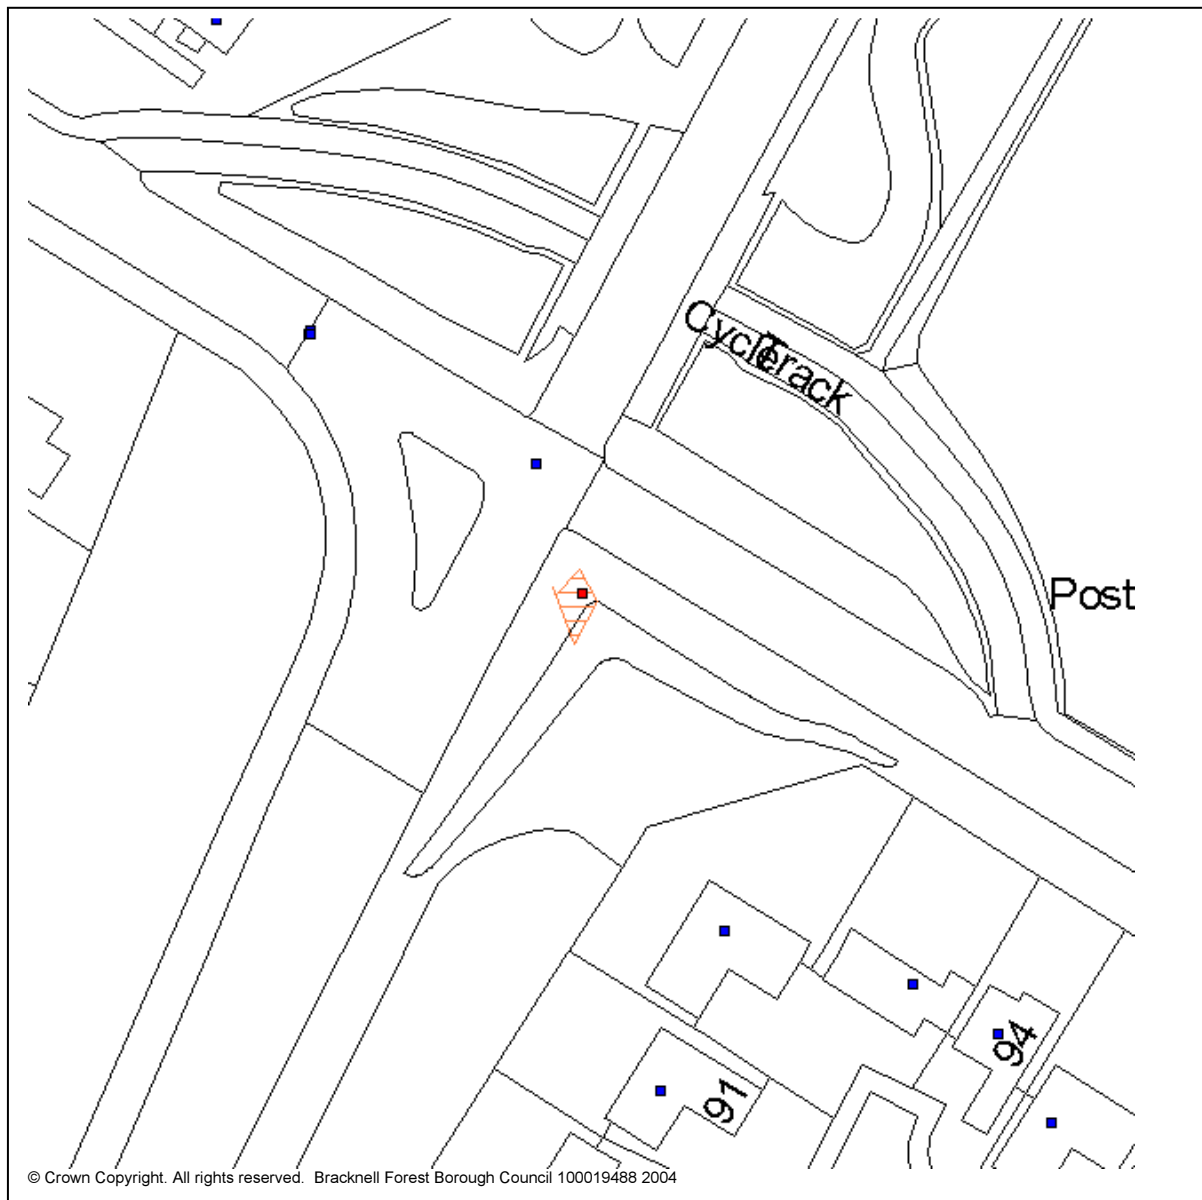 Cycle Track
Post
94
91
© Crown Copyright. All rights reserved. Bracknell Forest Borough Council 100019488 2004